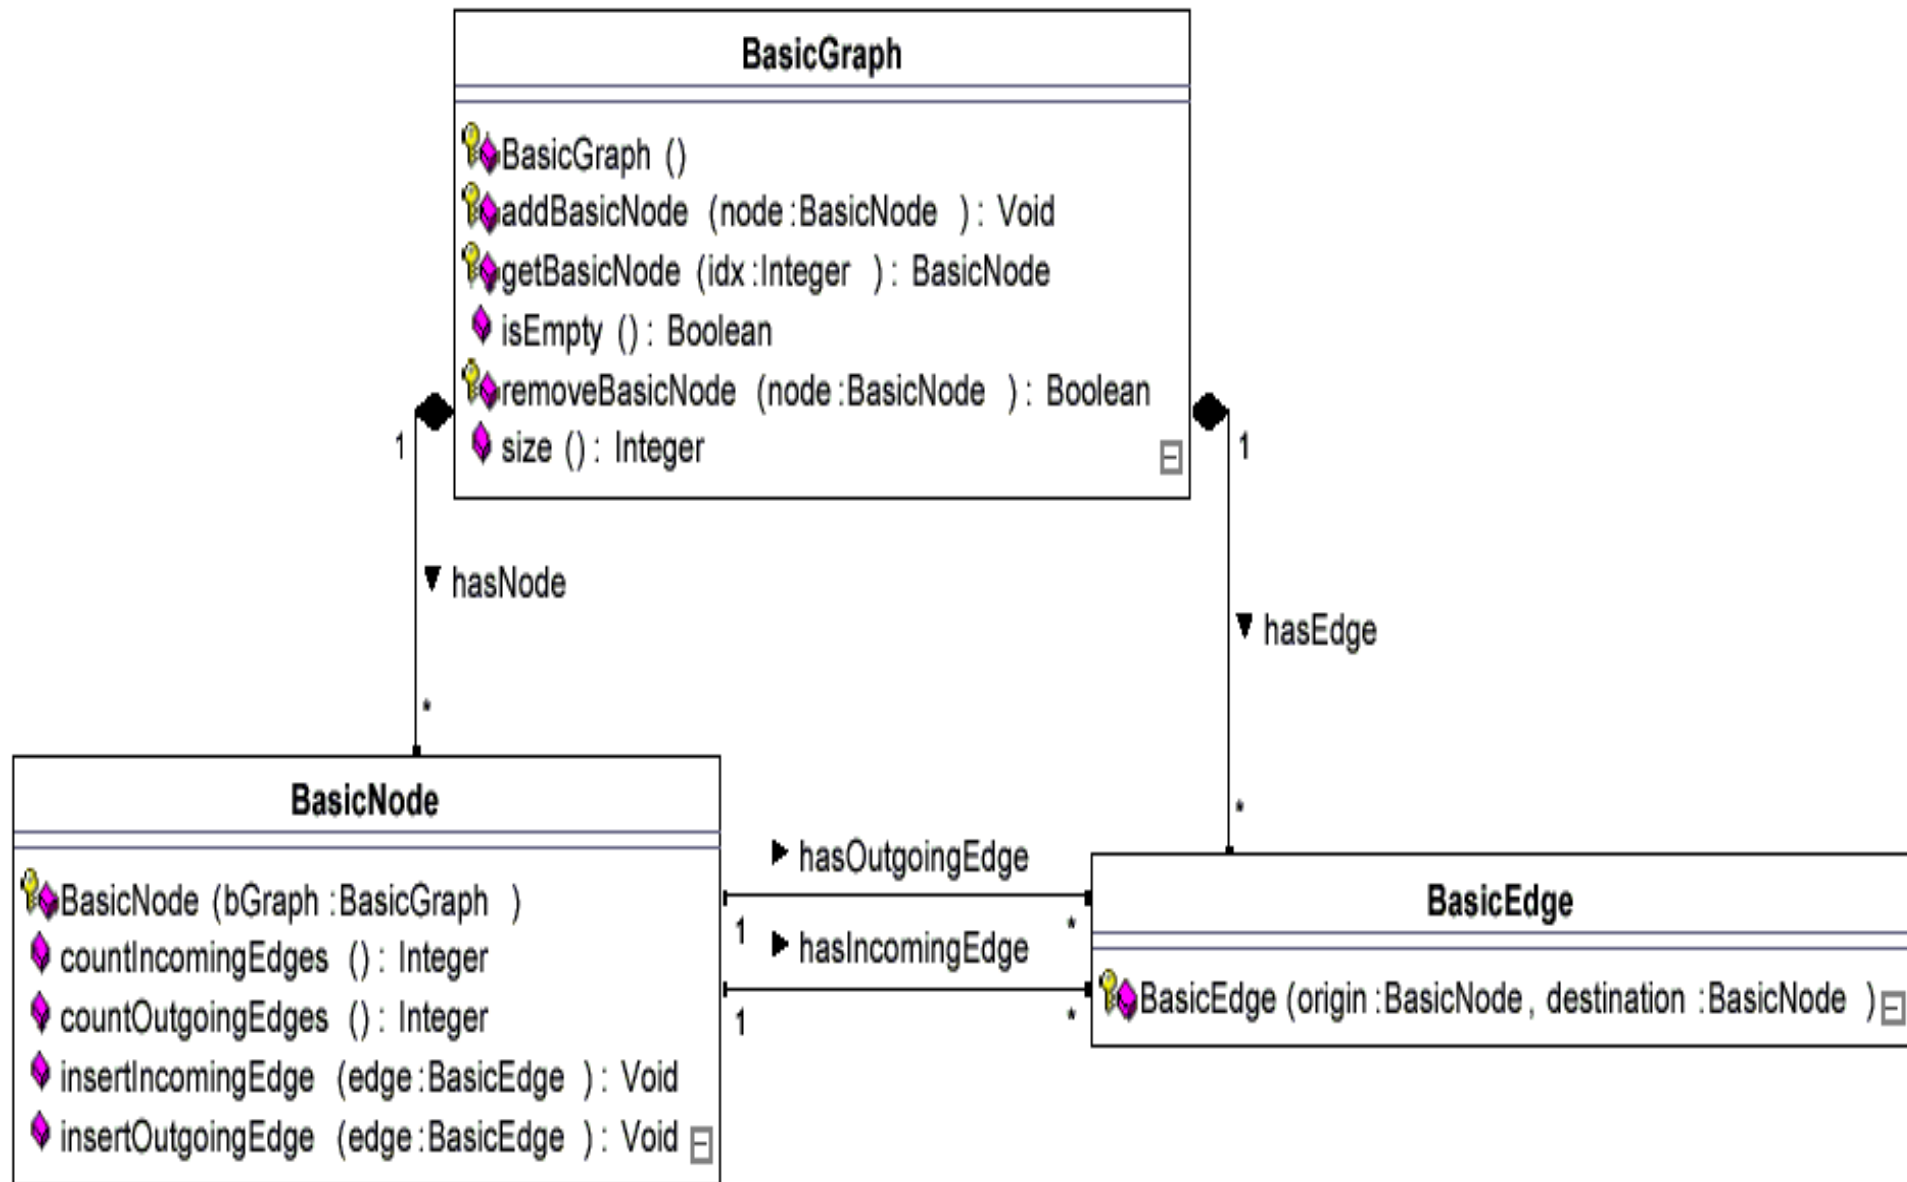 BasicGraph
BasicGraph ()
addBasicNode (node :BasicNode ) : Void
getBasicNode (idx :Integer ) : BasicNode
isEmpty () : Boolean
removeBasicNode (node :BasicNode ) : Boolean
size () : Integer
1
1
hasNode
hasEdge
*
*
BasicNode
BasicNode (bGraph :BasicGraph )
countIncomingEdges () : Integer
countOutgoingEdges () : Integer
insertIncomingEdge (edge :BasicEdge ) : Void
insertOutgoingEdge (edge :BasicEdge ) : Void
hasOutgoingEdge
1
*
hasIncomingEdge
1
*
BasicEdge
BasicEdge (origin :BasicNode , destination :BasicNode )